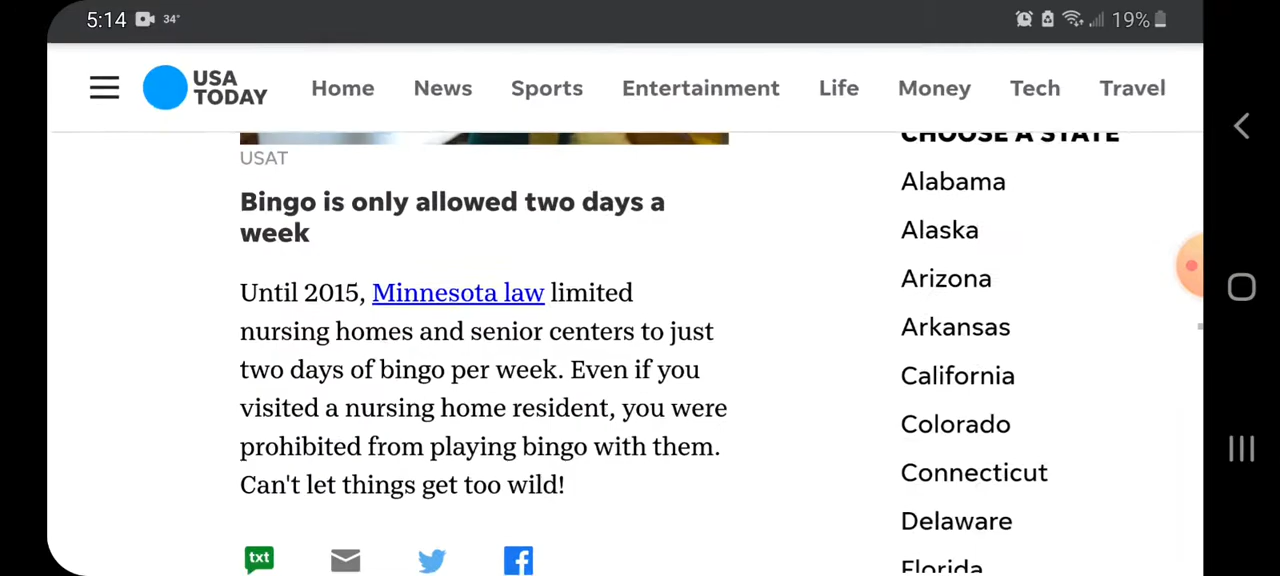 5:14 34°
19%
USA
TODAY
Home News Sports Entertainment Life Money Tech Travel
USAT
Bingo is only allowed two days a
week
Until 2015, Minnesota law limited
nursing homes and senior centers to just
two days of bingo per week. Even if you
visited a nursing home resident, you were
prohibited from playing bingo with them.
Can't let things get too wild!
txt
CHOOSE A STATE
Alabama
Alaska
Arizona
Arkansas
California
Colorado
Connecticut
Delaware
Florida